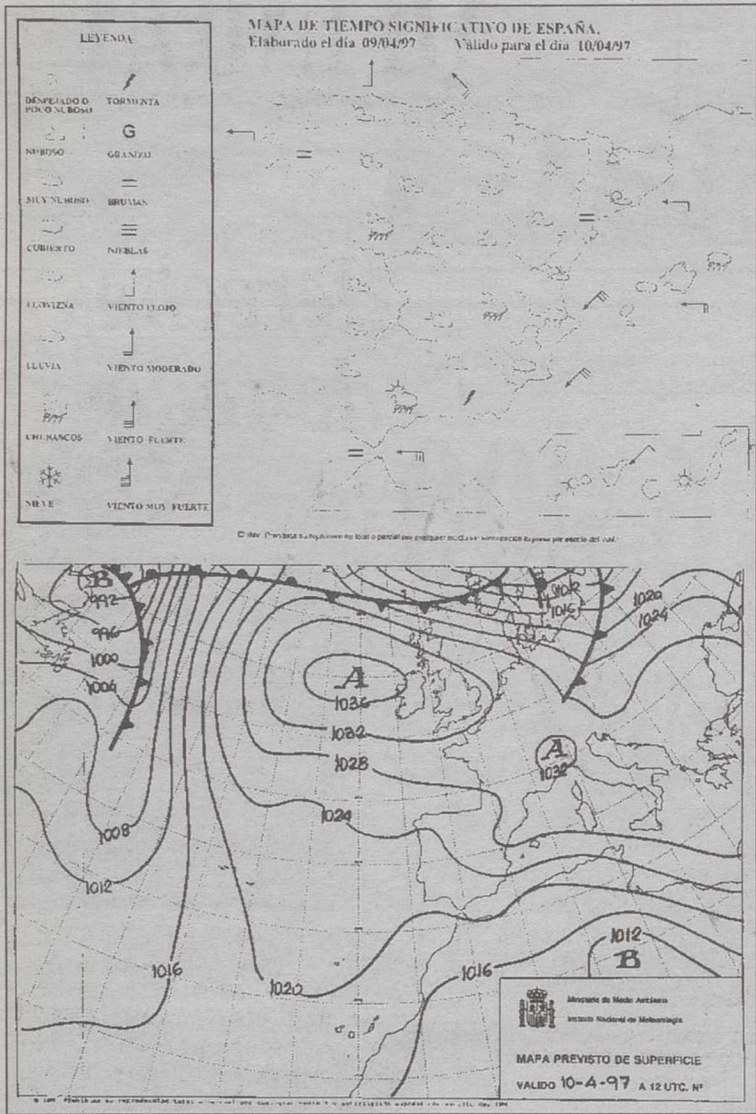 MAPA DE TIEMPO SIGNIFICATIVO DE ESPAÑA.
Elaborado el día 09/04/97 Válido para el día 10/04/97
LEYENDA
DESPEJADO O
POCO NUBOSO
TORMENTA
NUBOSO
G
GRANIZO
MUY NUBOSO
BRUMAS
CUBIERTO
NIEBLAS
LLOVIZNA
VIENTO FLOJO
LLUVIA
VIENTO MODERADO
CHUBASCOS
VIENTO FUERTE
NIEVE
VIENTO MUY FUERTE
B
992
996
1000
1004
1012
1016
1020
1024
A
1036
1032
1028
1024
A
1032
1008
1012
1016
1020
1016
1012
B
Ministerio de Medio Ambiente
Instituto Nacional de Meteorología
MAPA PREVISTO DE SUPERFICIE
VALIDO 10-4-97 A 12 UTC. Nº